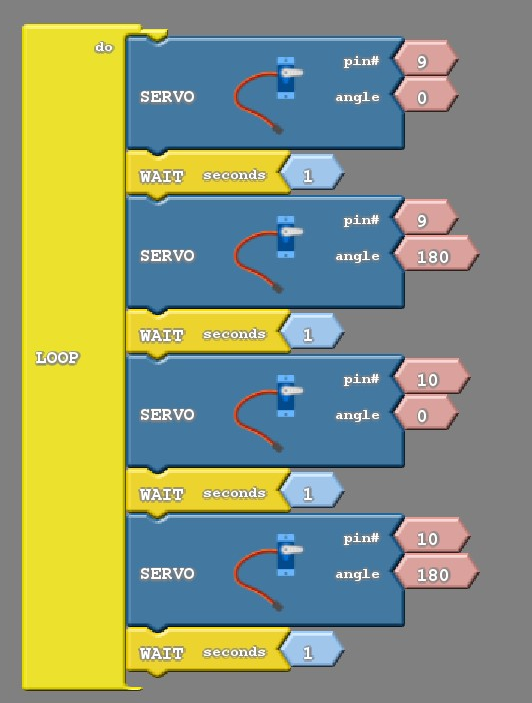 do
pin# 9
SERVO
angle 0
WAIT seconds 1
pin# 9
SERVO
angle 180
WAIT seconds 1
LOOP
pin# 10
SERVO
angle 0
WAIT seconds 1
pin# 10
SERVO
angle 180
WAIT seconds 1